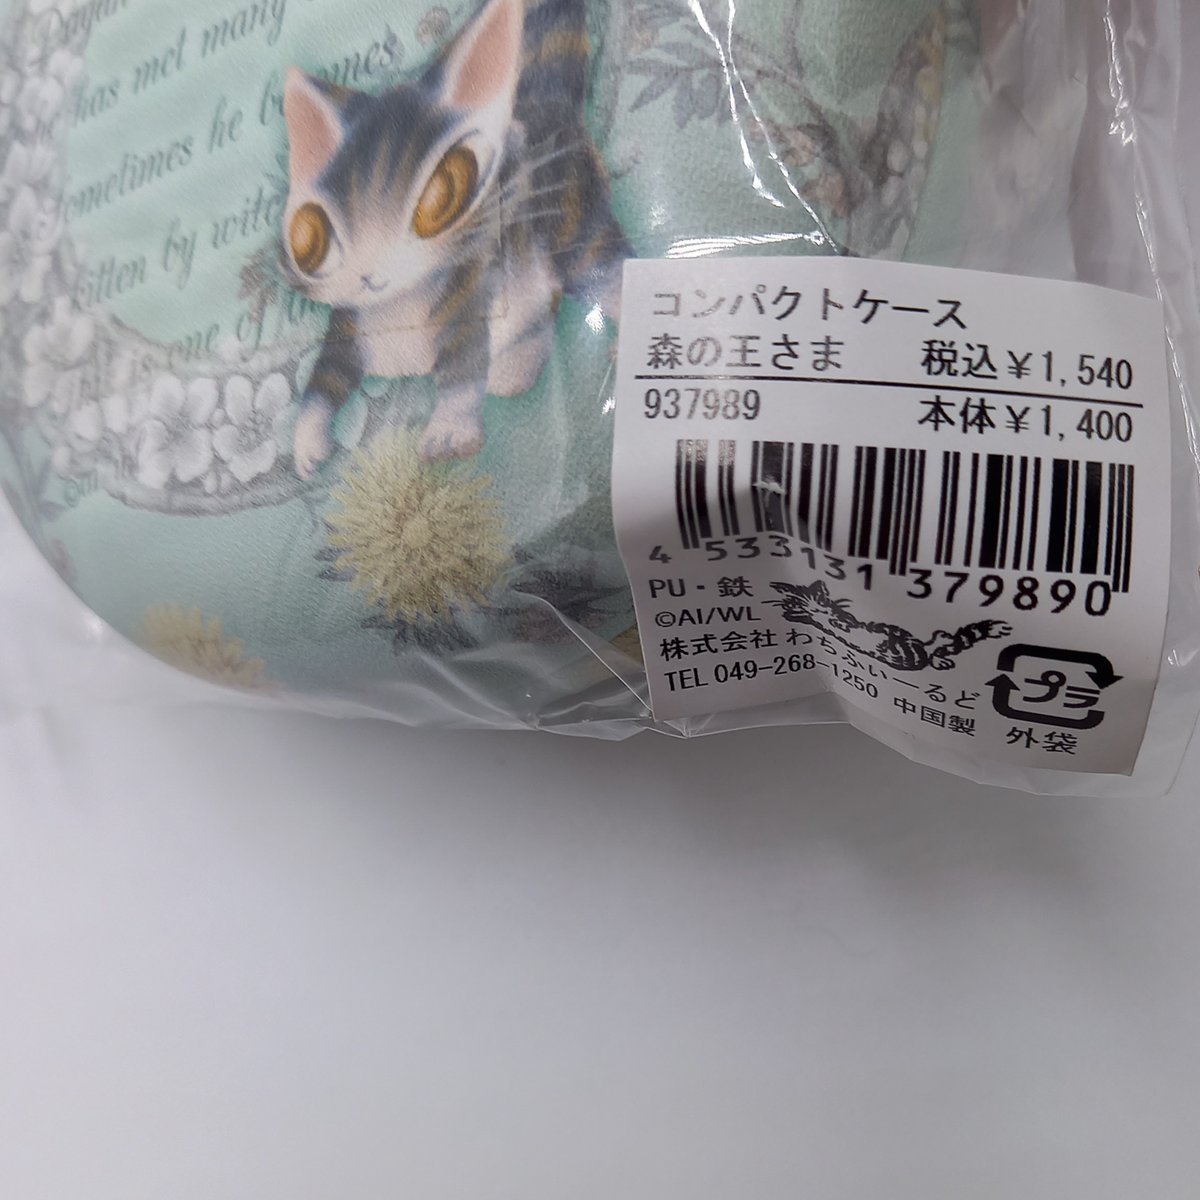 Dayan
he has met many
sometimes he becomes
written by witc
kitten
This is one of the
コンパクトケース
森の王さま 税込¥1,540
937989 本体¥1,400
4 533131 379890
PU・鉄
©AI/WL
株式会社 わちふぃーるど
TEL 049-268-1250 中国製
プラ
外袋